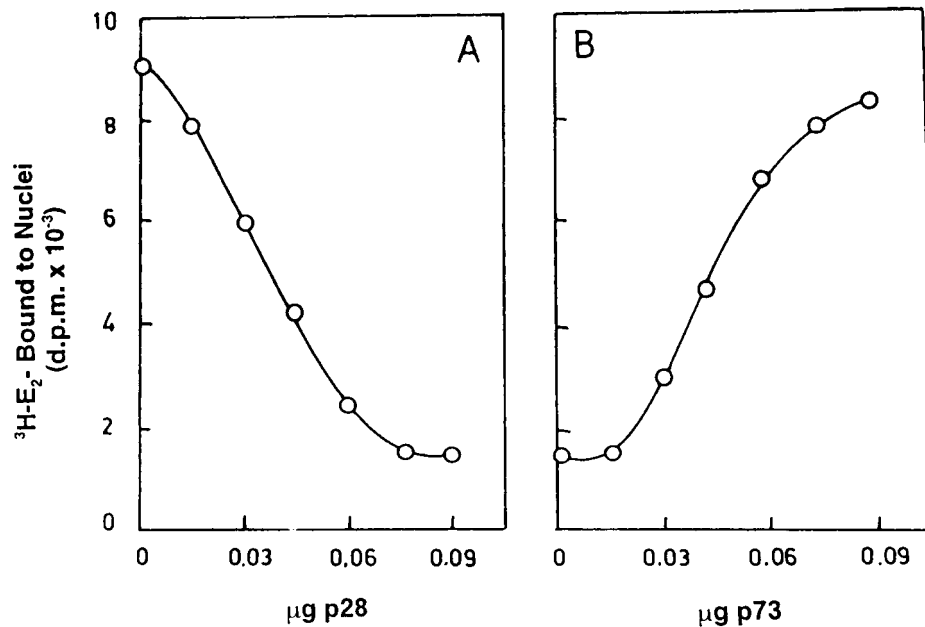 A
B
10
8
6
4
2
0
³H-E₂- Bound to Nuclei
(d.p.m. x 10⁻³)
0
0.03
0.06
0.09
0
0.03
0.06
0.09
μg p28
μg p73